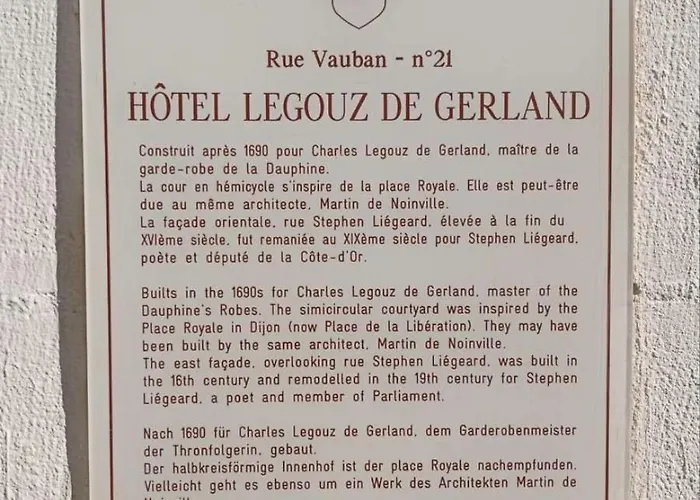 Rue Vauban - n°21
HÔTEL LEGOUZ DE GERLAND
Construit après 1690 pour Charles Legouz de Gerland, maître de la
garde-robe de la Dauphine.
La cour en hémicycle s'inspire de la place Royale. Elle est peut-être
due au même architecte, Martin de Noinville.
La façade orientale, rue Stephen Liégeard, élevée à la fin du
XVIème siècle, fut remaniée au XIXème siècle pour Stephen Liégeard,
poète et député de la Côte-d'Or.
Builts in the 1690s for Charles Legouz de Gerland, master of the
Dauphine's Robes. The simicircular courtyard was inspired by the
Place Royale in Dijon (now Place de la Libération). They may have
been built by the same architect, Martin de Noinville.
The east façade, overlooking rue Stephen Liégeard, was built in
the 16th century and remodelled in the 19th century for Stephen
Liégeard, a poet and member of Parliament.
Nach 1690 für Charles Legouz de Gerland, dem Garderobenmeister
der Thronfolgerin, gebaut.
Der halbkreisförmige Innenhof ist der place Royale nachempfunden.
Vielleicht geht es ebenso um ein Werk des Architekten Martin de